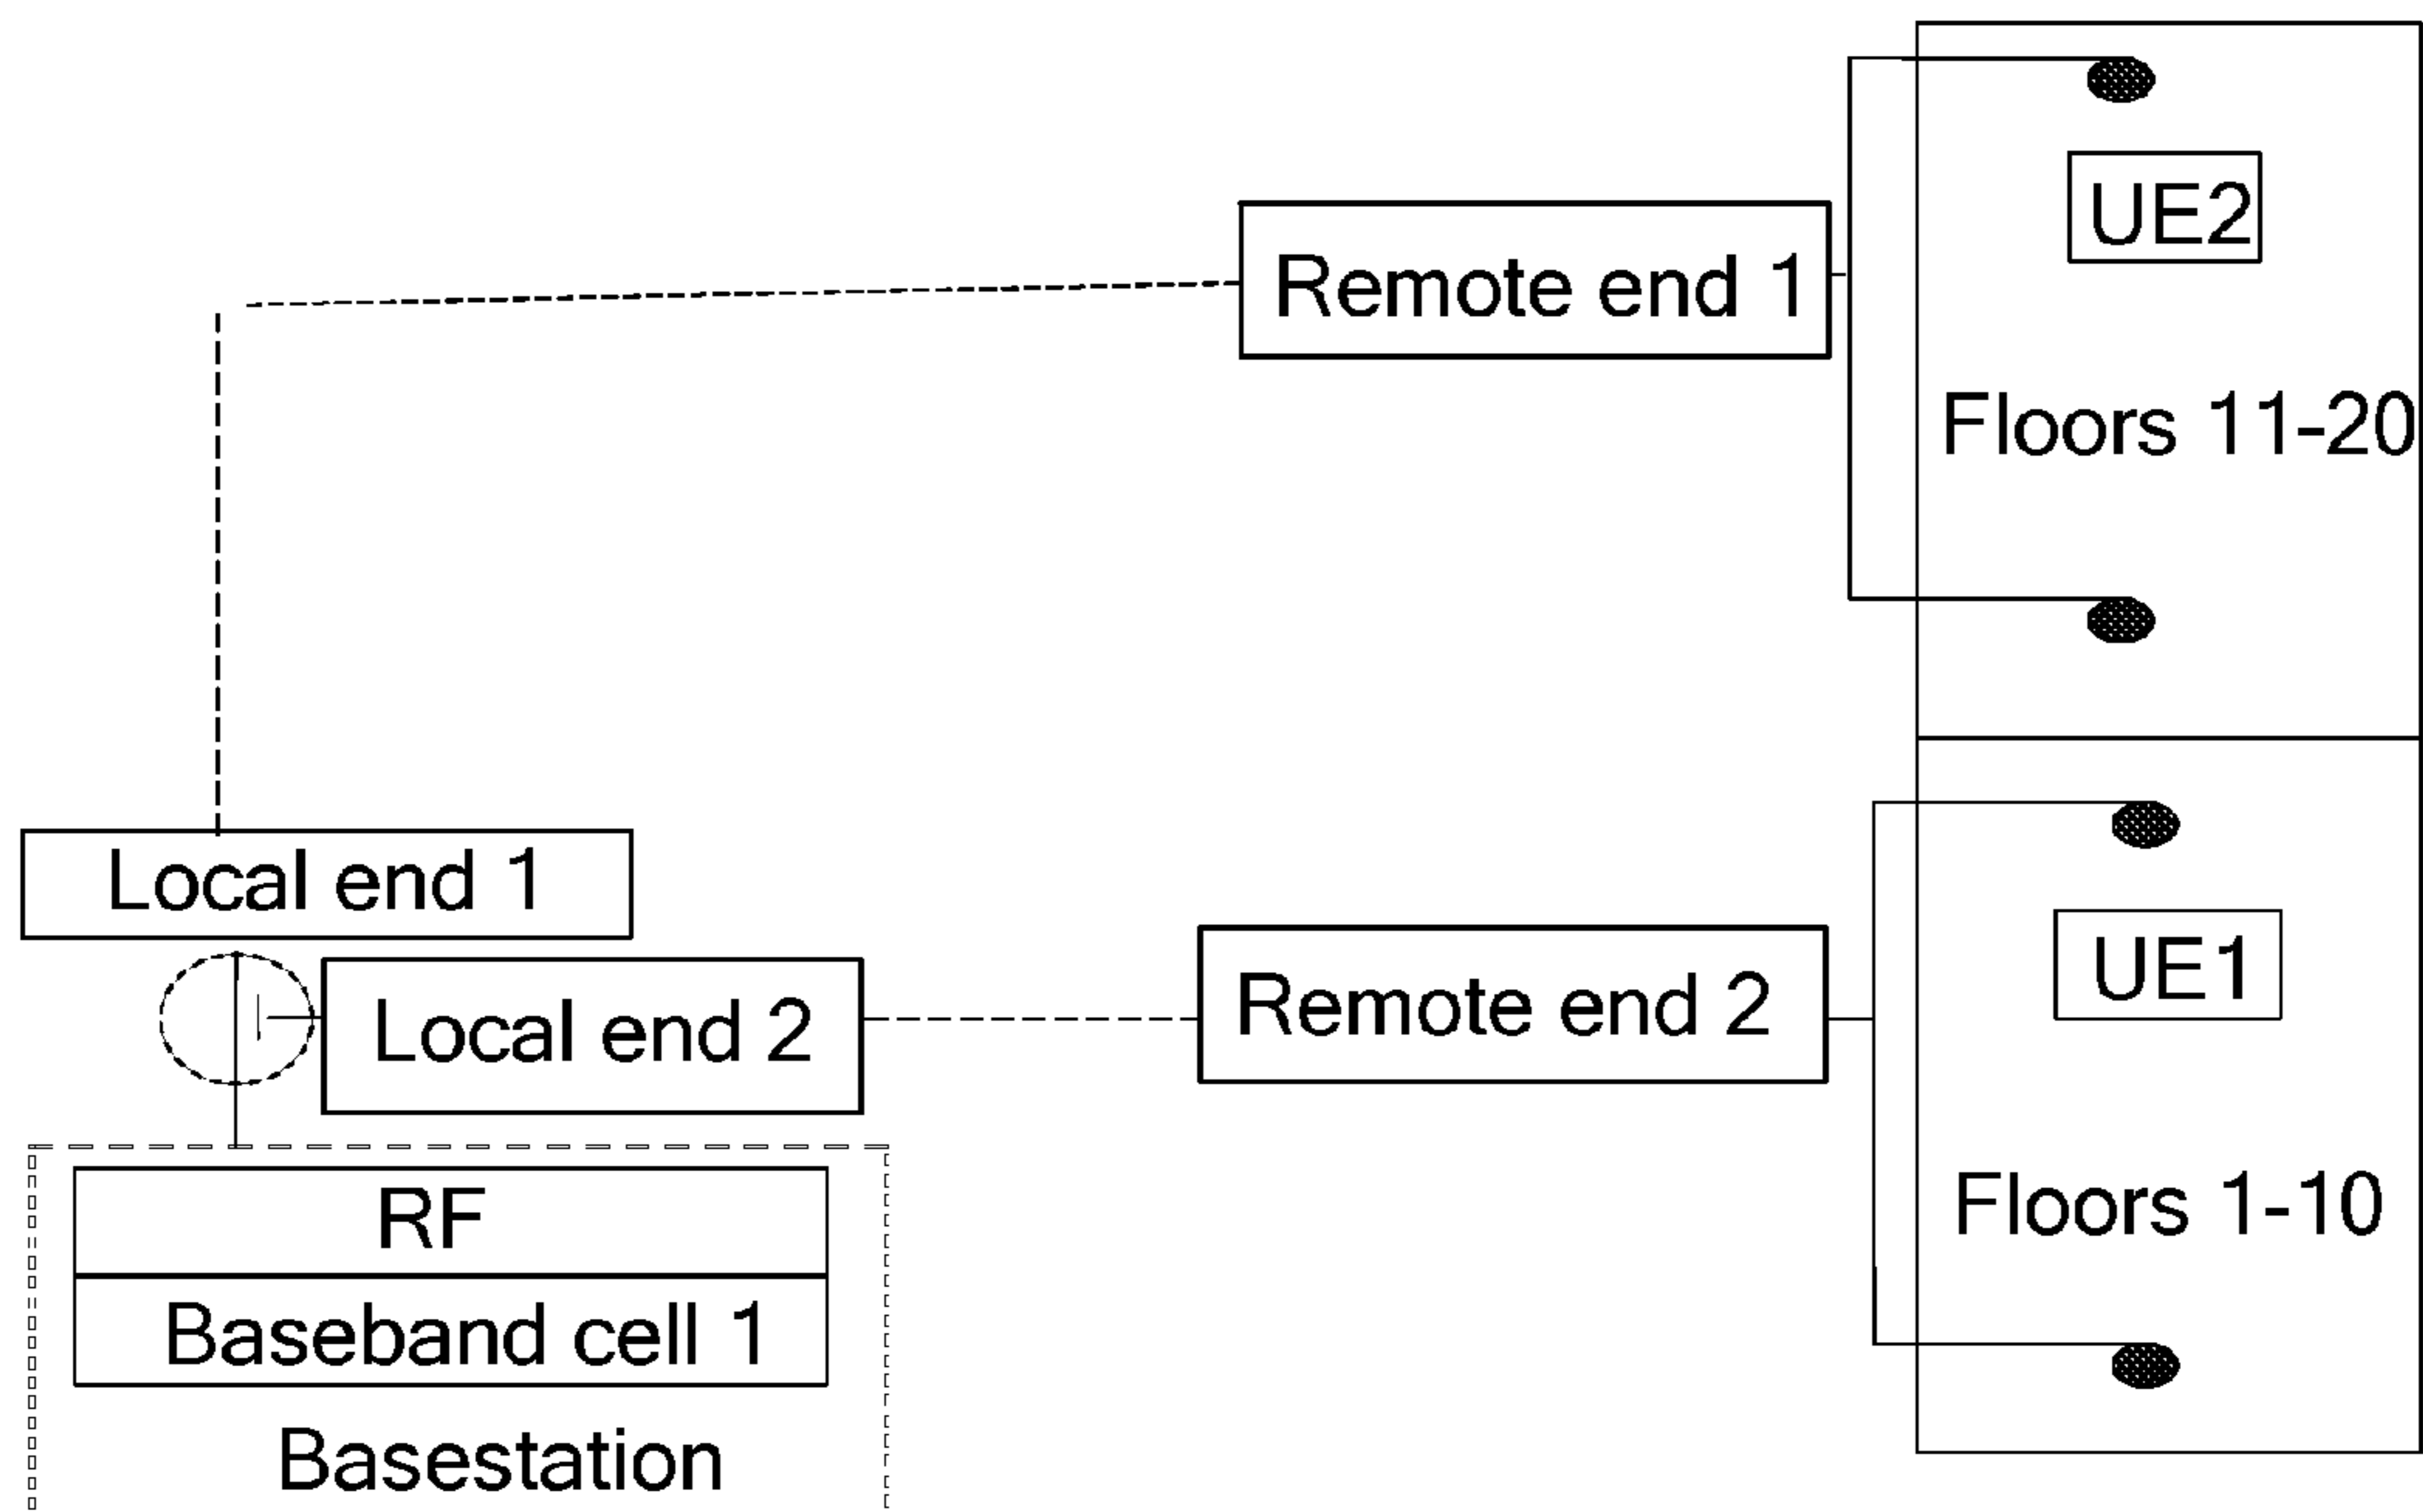 UE2
Remote end 1
Floors 11-20
Local end 1
UE1
Local end 2
Remote end 2
RF
Floors 1-10
Baseband cell 1
Basestation